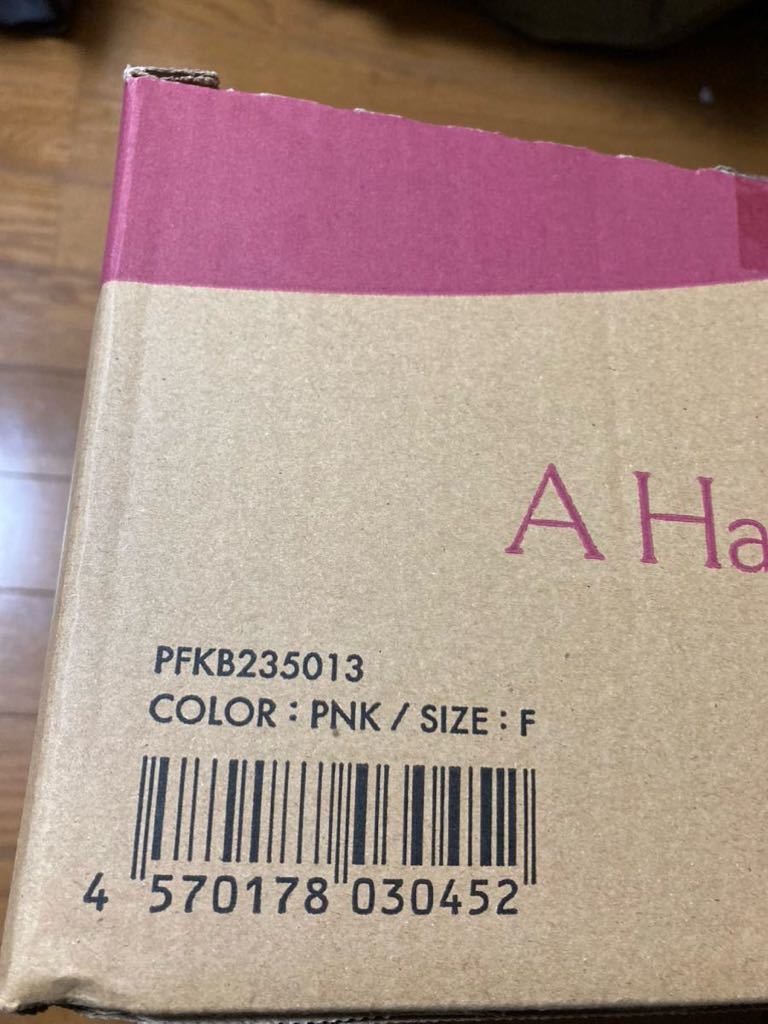 A Ha
PFKB235013
COLOR : PNK / SIZE : F
4 570178 030452